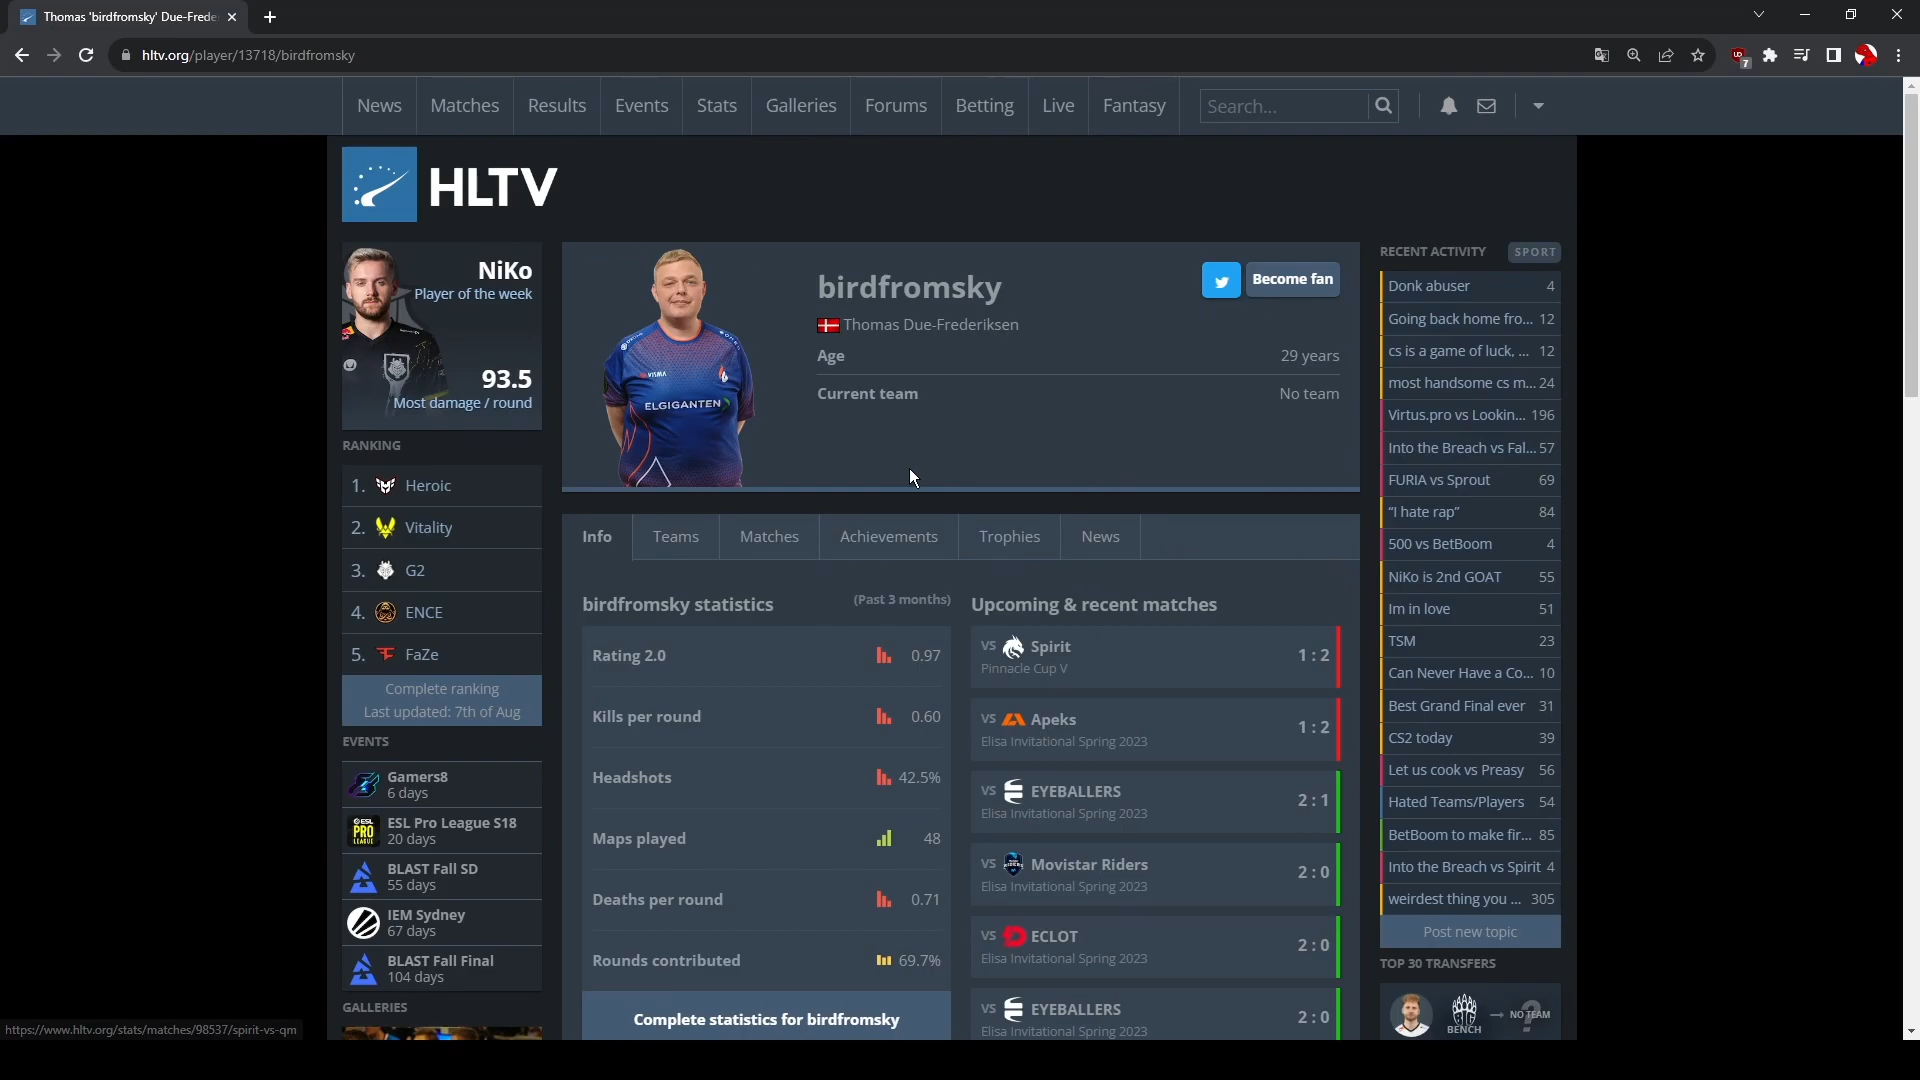 Thomas 'birdfromsky' Due-Frede
hltv.org/player/13718/birdfromsky
7
News
Matches
Results
Events
Stats
Galleries
Forums
Betting
Live
Fantasy
Search...
HLTV
NiKo
Player of the week
93.5
Most damage / round
RANKING
1. Heroic
2. Vitality
3. G2
4. ENCE
5. FaZe
Complete ranking
Last updated: 7th of Aug
EVENTS
Gamers8
6 days
ESL Pro League S18
20 days
BLAST Fall SD
55 days
IEM Sydney
67 days
BLAST Fall Final
104 days
GALLERIES
VISMA
ELGIGANTEN
birdfromsky
Thomas Due-Frederiksen
Become fan
Age 29 years
Current team No team
Info
Teams
Matches
Achievements
Trophies
News
birdfromsky statistics (Past 3 months)
Rating 2.0 0.97
Kills per round 0.60
Headshots 42.5%
Maps played 48
Deaths per round 0.71
Rounds contributed 69.7%
Complete statistics for birdfromsky
Upcoming & recent matches
VS Spirit 1 : 2
Pinnacle Cup V
VS Apeks 1 : 2
Elisa Invitational Spring 2023
VS EYEBALLERS 2 : 1
Elisa Invitational Spring 2023
VS Movistar Riders 2 : 0
Elisa Invitational Spring 2023
VS ECLOT 2 : 0
Elisa Invitational Spring 2023
VS EYEBALLERS 2 : 0
Elisa Invitational Spring 2023
RECENT ACTIVITY SPORT
Donk abuser 4
Going back home fro... 12
cs is a game of luck, ... 12
most handsome cs m... 24
Virtus.pro vs Lookin... 196
Into the Breach vs Fal... 57
FURIA vs Sprout 69
“I hate rap” 84
500 vs BetBoom 4
NiKo is 2nd GOAT 55
Im in love 51
TSM 23
Can Never Have a Co... 10
Best Grand Final ever 31
CS2 today 39
Let us cook vs Preasy 56
Hated Teams/Players 54
BetBoom to make fir... 85
Into the Breach vs Spirit 4
weirdest thing you ... 305
Post new topic
TOP 30 TRANSFERS
BENCH
NO TEAM
https://www.hltv.org/stats/matches/98537/spirit-vs-qm